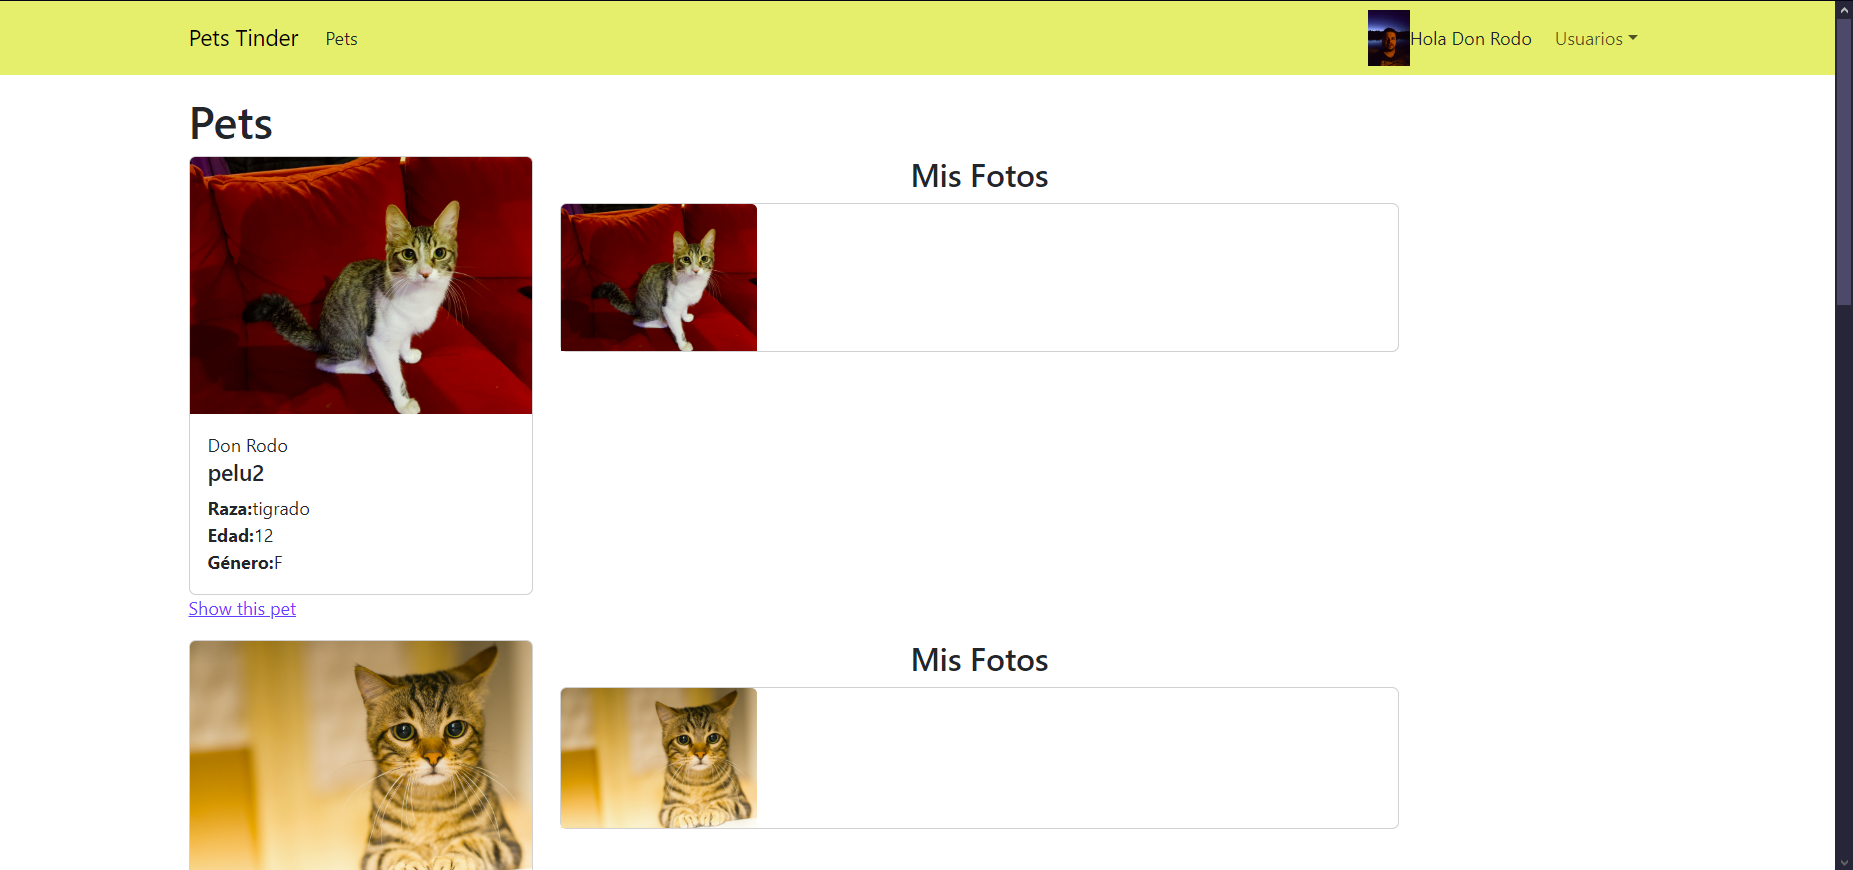 Pets Tinder
Pets
Hola Don Rodo
Usuarios
Pets
Mis Fotos
Don Rodo
pelu2
Raza:tigrado
Edad:12
Género:F
Show this pet
Mis Fotos